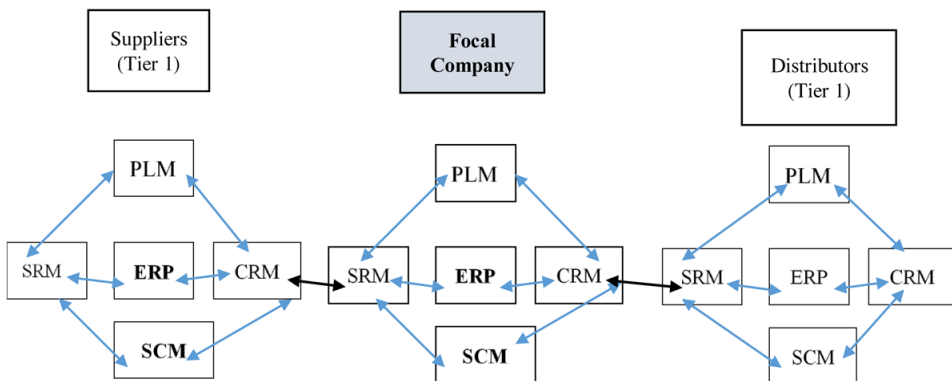 Suppliers
(Tier 1)
Focal
Company
Distributors
(Tier 1)
PLM
PLM
PLM
SRM
ERP
CRM
SRM
ERP
CRM
SRM
ERP
CRM
SCM
SCM
SCM